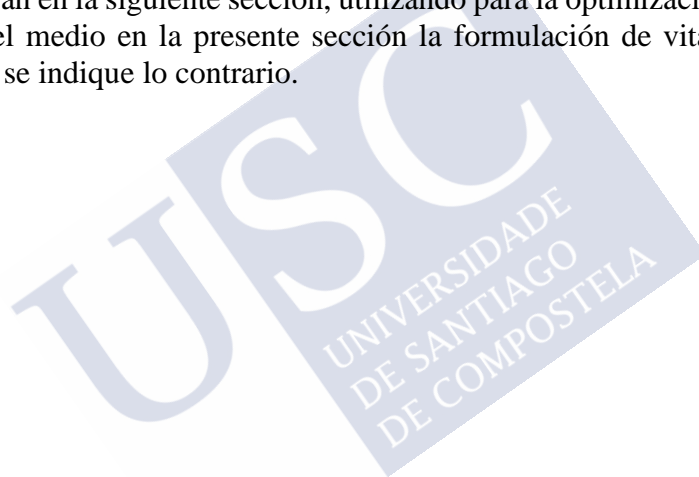 en la siguiente sección, utilizando para la
el medio en la presente sección la formulación de
se indique lo contrario.
USC
UNIVERSIDADE
DE SANTIAGO
DE COMPOSTELA